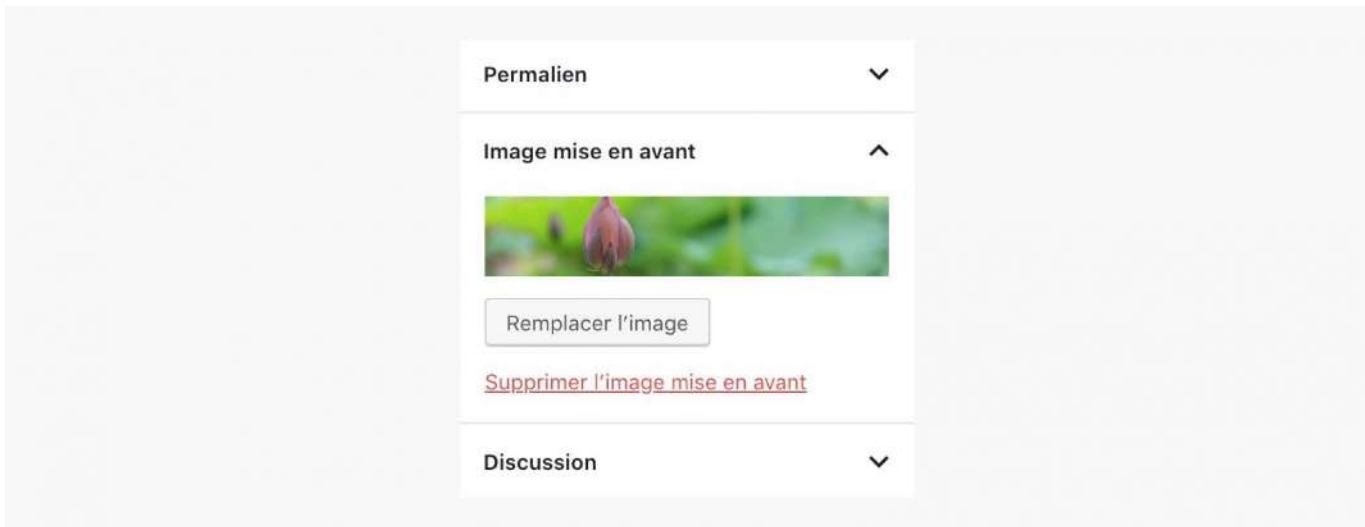 Permalien
Image mise en avant
Remplacer l’image
Supprimer l’image mise en avant
Discussion